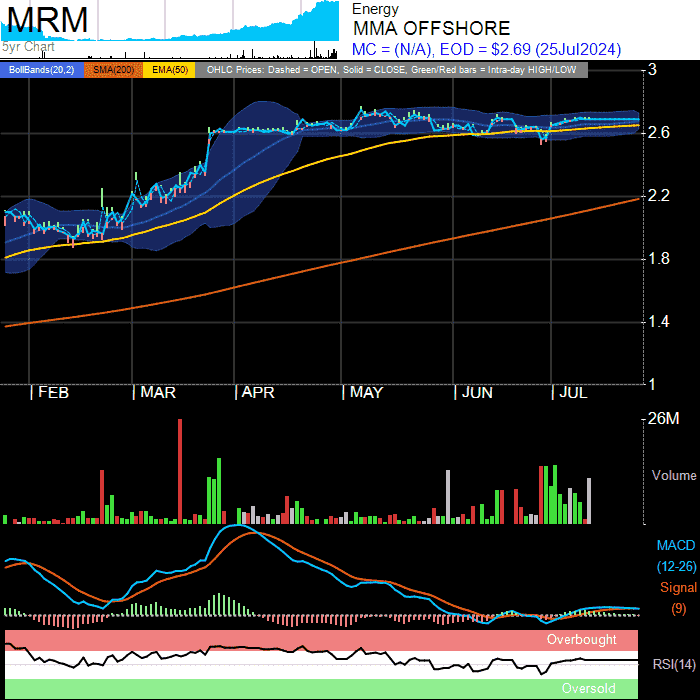 MRM
5yr Chart
Energy
MMA OFFSHORE
MC = (N/A), EOD = $2.69 (25Jul2024)
BollBands(20,2) SMA(200) EMA(50) OHLC Prices: Dashed = OPEN, Solid = CLOSE, Green/Red bars = Intra-day HIGH/LOW
3
2.6
2.2
1.8
1.4
1
FEB MAR APR MAY JUN JUL
26M
Volume
MACD
(12-26)
Signal
(9)
Overbought
RSI(14)
Oversold